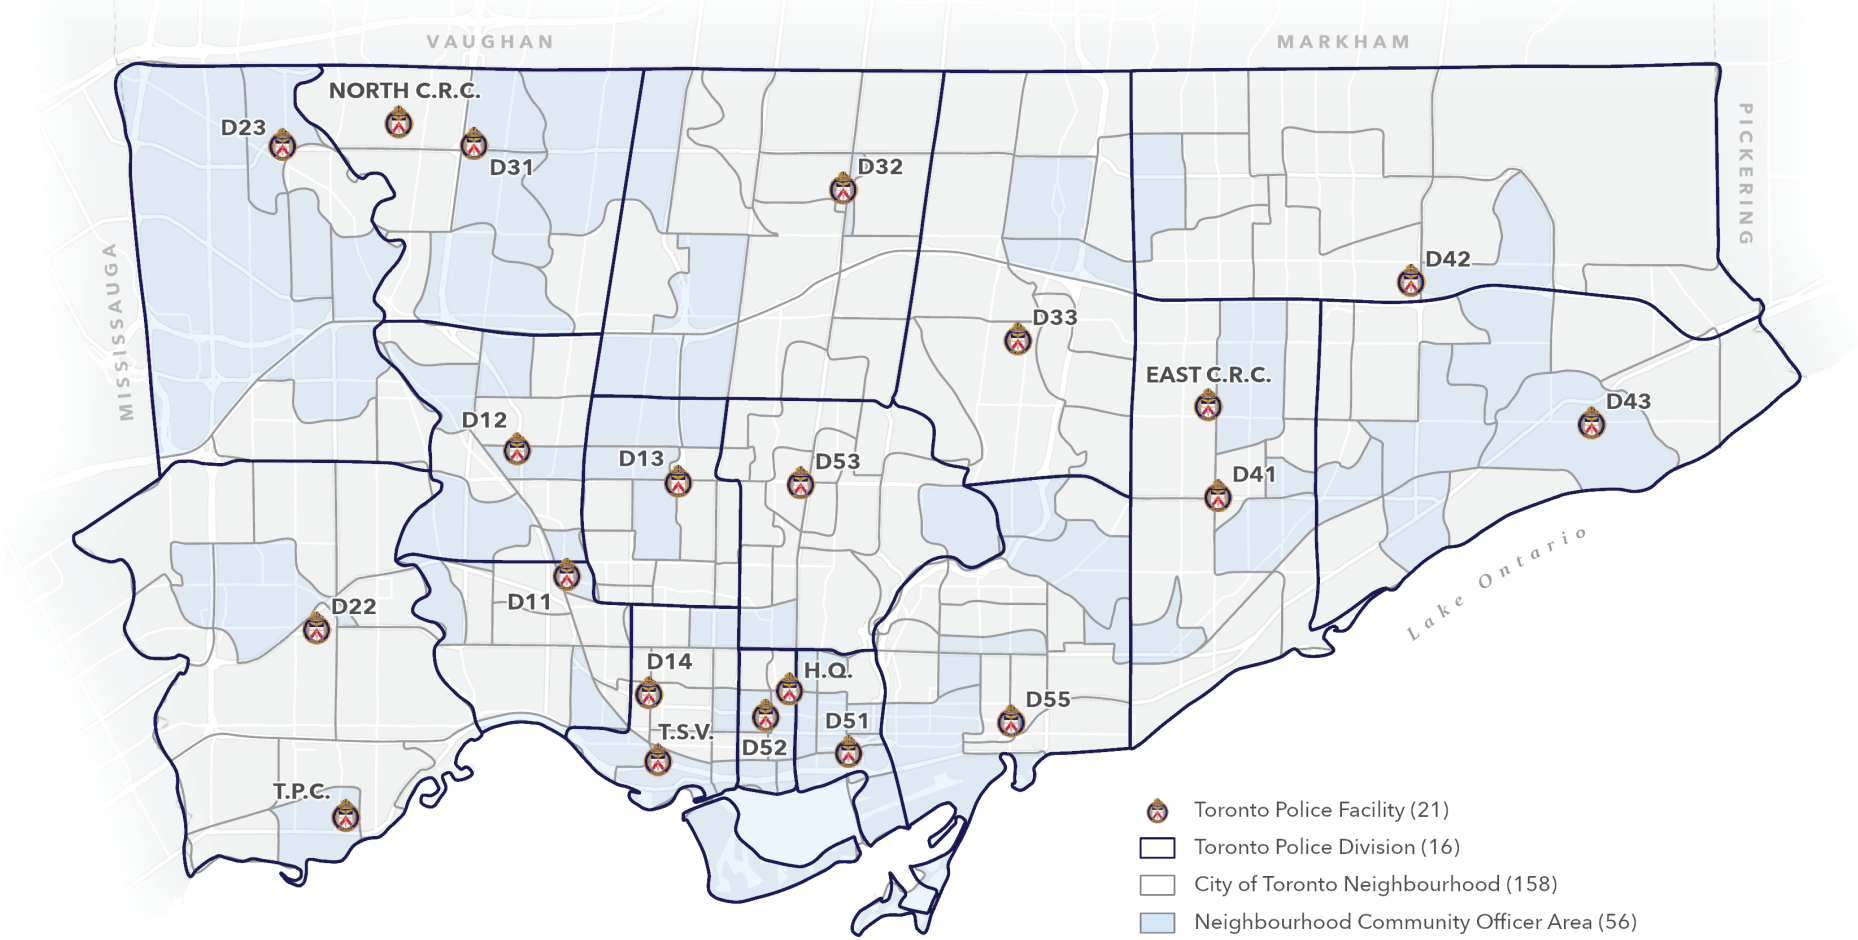 VAUGHAN
MARKHAM
NORTH C.R.C.
PICKERING
D23
D31
D32
MISSISSAUGA
D42
D33
EAST C.R.C.
D43
D12
D13
D53
D41
Lake Ontario
D11
D22
D14
H.Q.
D55
D51
T.S.V.
D52
T.P.C.
Toronto Police Facility (21)
Toronto Police Division (16)
City of Toronto Neighbourhood (158)
Neighbourhood Community Officer Area (56)